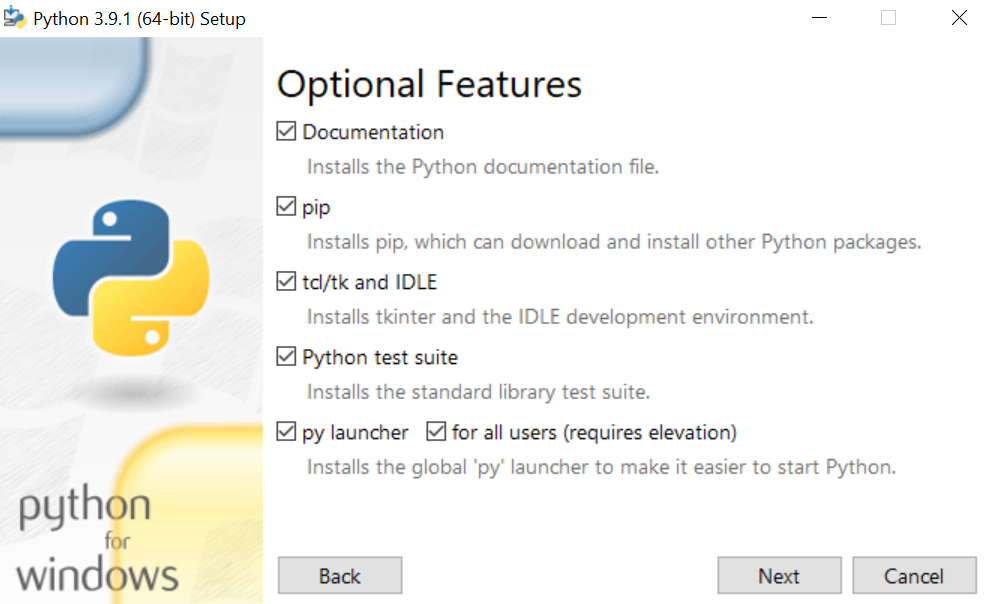 Python 3.9.1 (64-bit) Setup
Optional Features
Documentation
Installs the Python documentation file.
pip
Installs pip, which can download and install other Python packages.
tcl/tk and IDLE
Installs tkinter and the IDLE development environment.
Python test suite
Installs the standard library test suite.
py launcher for all users (requires elevation)
Installs the global 'py' launcher to make it easier to start Python.
python
for
windows
Back Next Cancel